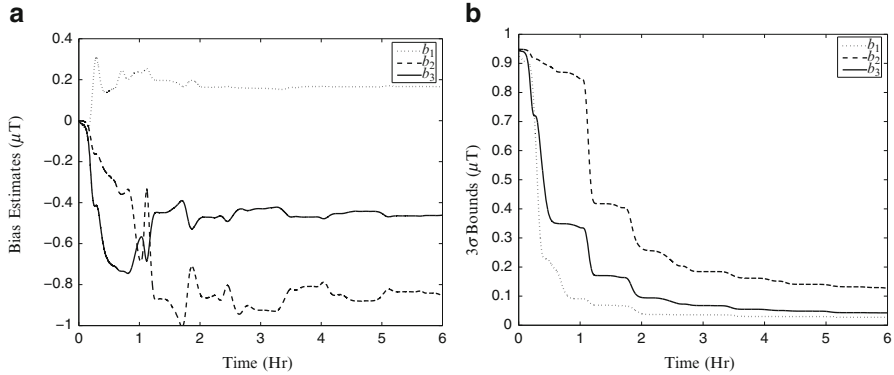 a
0.4
0.2
0
−0.2
−0.4
−0.6
−0.8
−1
0 1 2 3 4 5 6
Time (Hr)
Bias Estimates (μT)
b1
b2
b3
b
1
0.9
0.8
0.7
0.6
0.5
0.4
0.3
0.2
0.1
0
0 1 2 3 4 5 6
Time (Hr)
3σ Bounds (μT)
b1
b2
b3